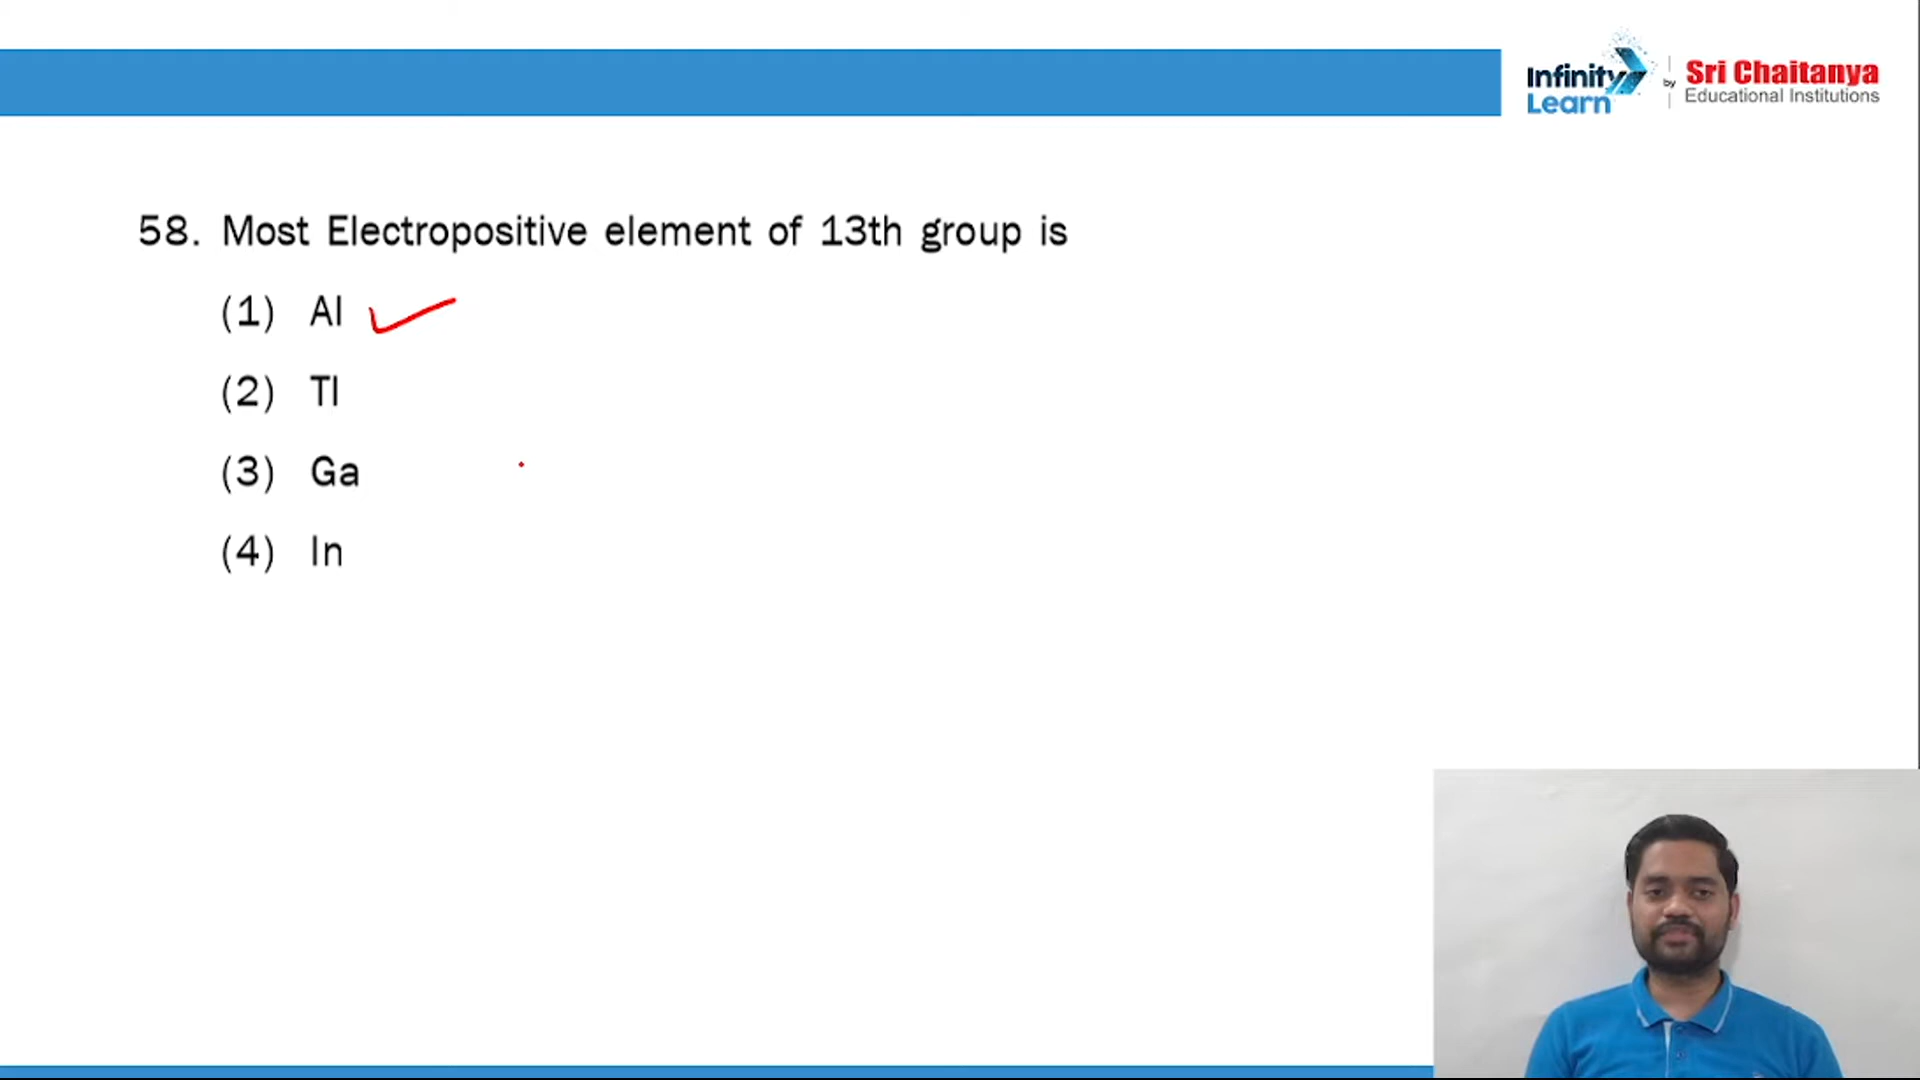 Infinity Learn by Sri Chaitanya
Educational Institutions
58. Most Electropositive element of 13th group is
(1) Al
(2) Tl
(3) Ga
(4) In